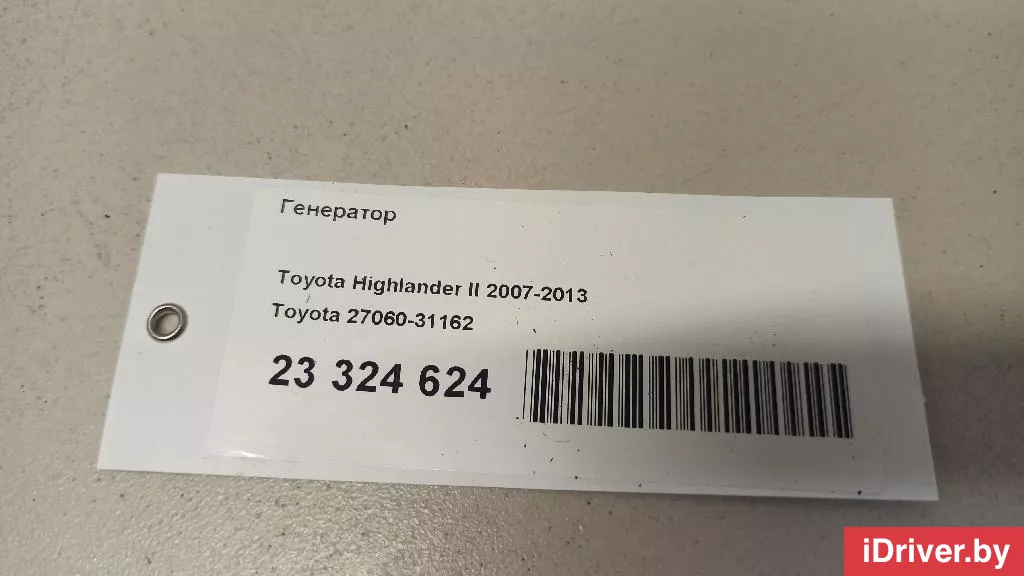 Генератор
Toyota Highlander II 2007-2013
Toyota 27060-31162
23 324 624
iDriver.by